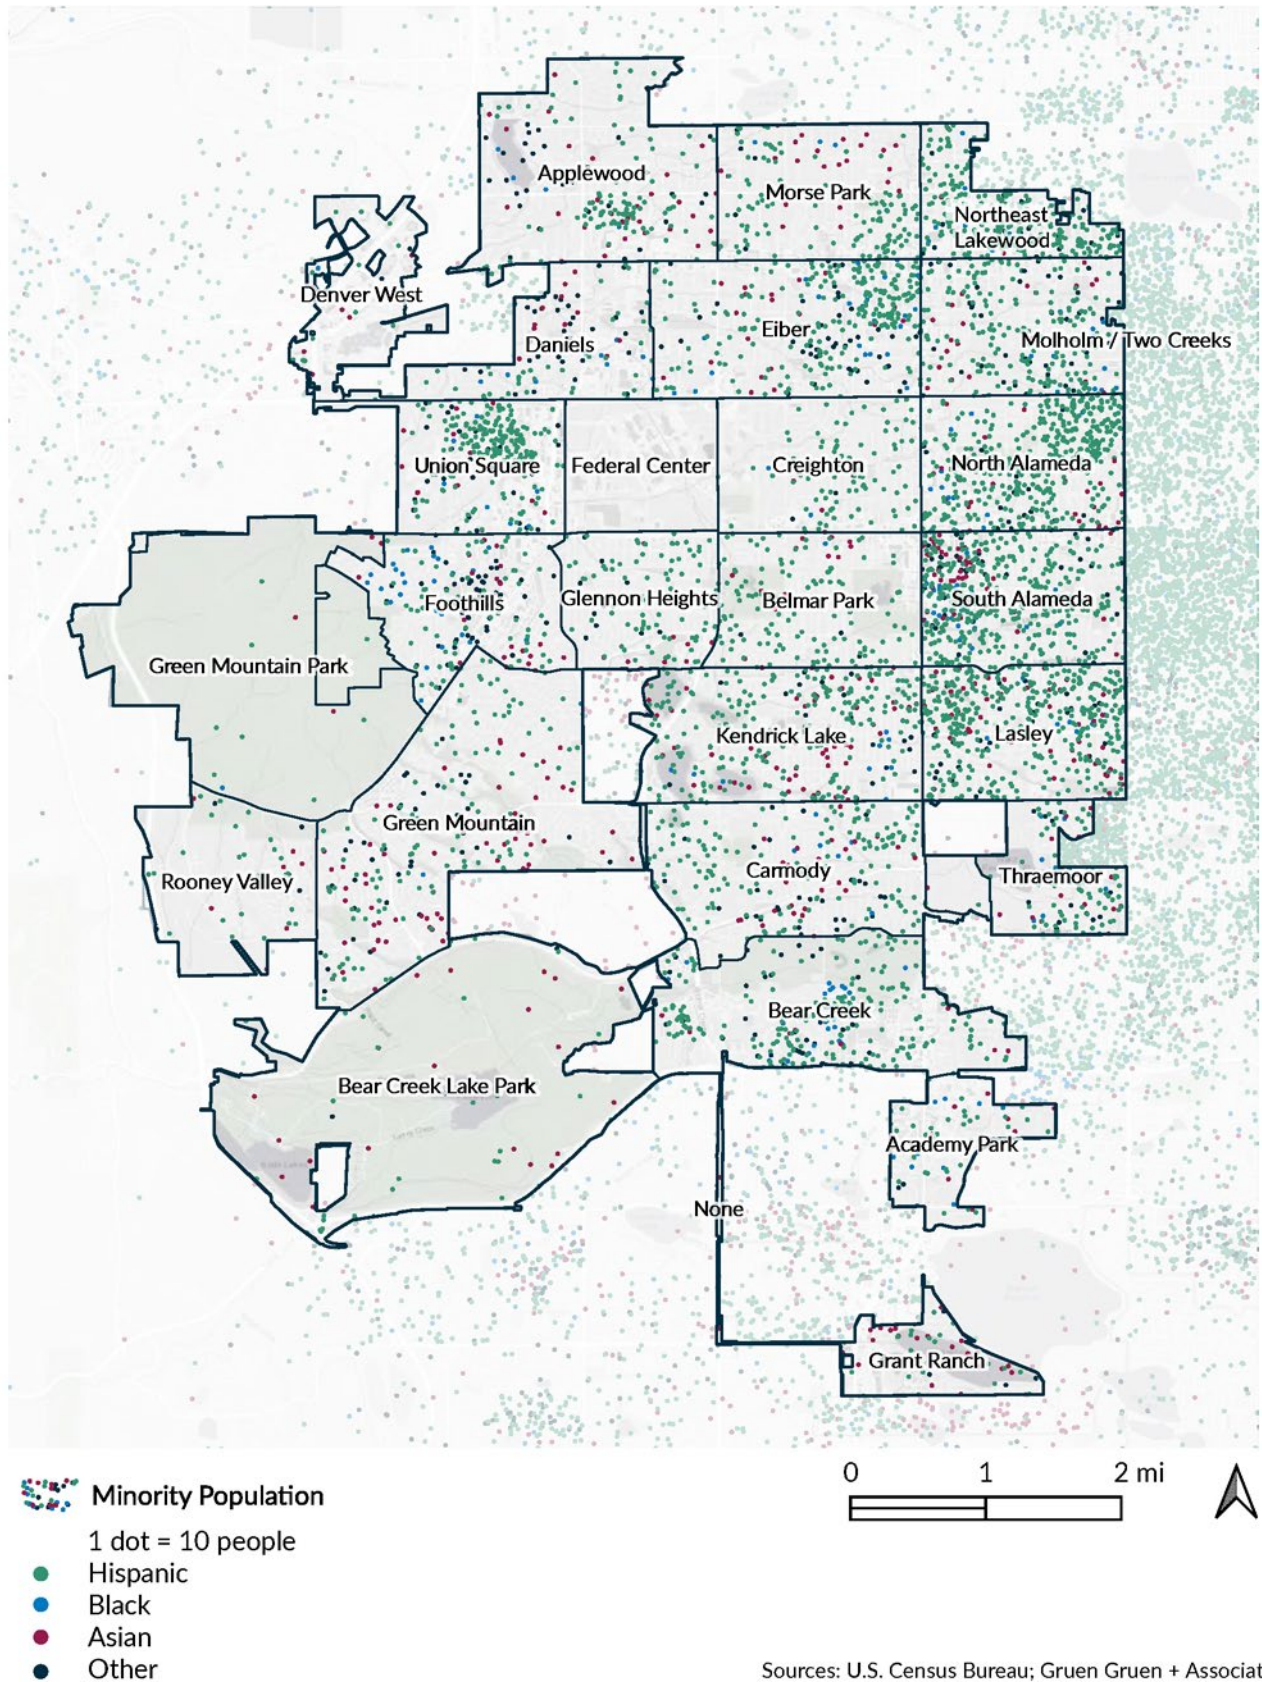 Applewood
Morse Park
Northeast
Lakewood
Denver West
Daniels
Eiber
Molholm / Two Creeks
Union Square
Federal Center
Creighton
North Alameda
Foothills
Glennon Heights
Belmar Park
South Alameda
Green Mountain Park
Kendrick Lake
Lasley
Green Mountain
Rooney Valley
Carmody
Thraemoor
Bear Creek
Bear Creek Lake Park
Academy Park
None
Grant Ranch
0 1 2 mi
Minority Population
1 dot = 10 people
Hispanic
Black
Asian
Other
Sources: U.S. Census Bureau; Gruen Gruen + Associat